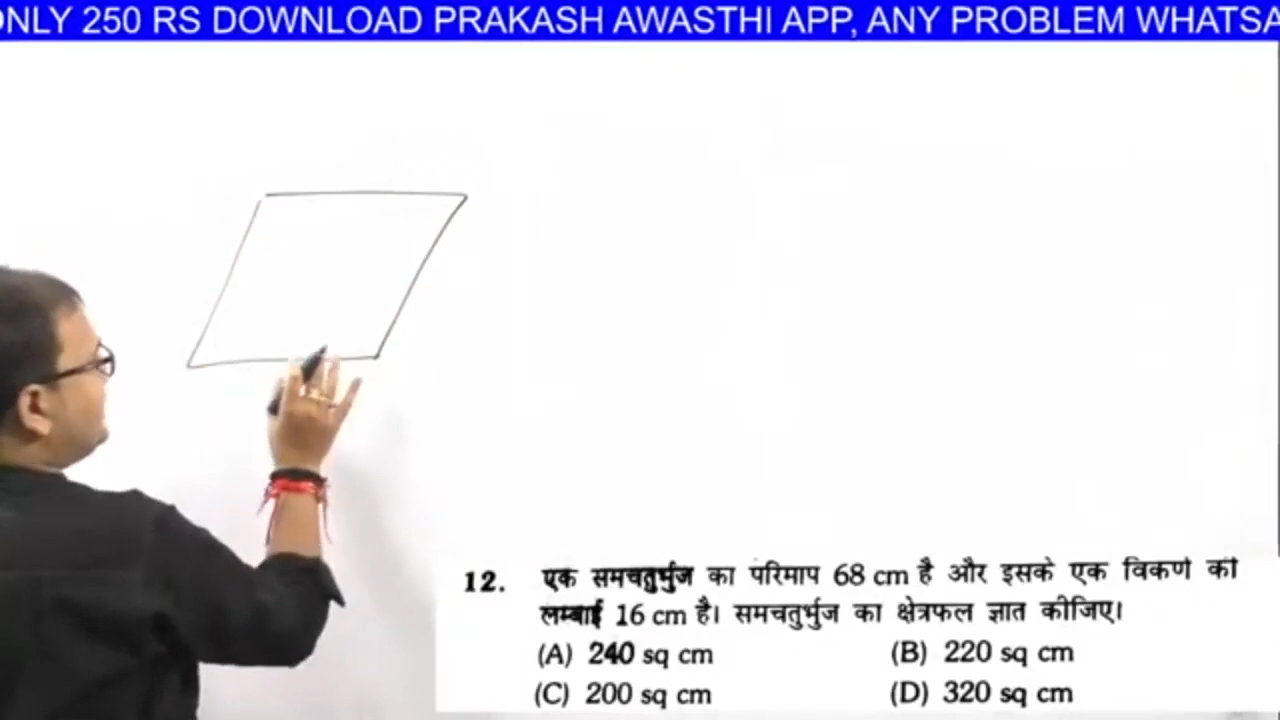 ONLY 250 RS DOWNLOAD PRAKASH AWASTHI APP, ANY PROBLEM WHATSA
12. एक समचतुर्भुज का परिमाप 68 cm है और इसके एक विकर्ण की
लम्बाई 16 cm है। समचतुर्भुज का क्षेत्रफल ज्ञात कीजिए।
(A) 240 sq cm (B) 220 sq cm
(C) 200 sq cm (D) 320 sq cm